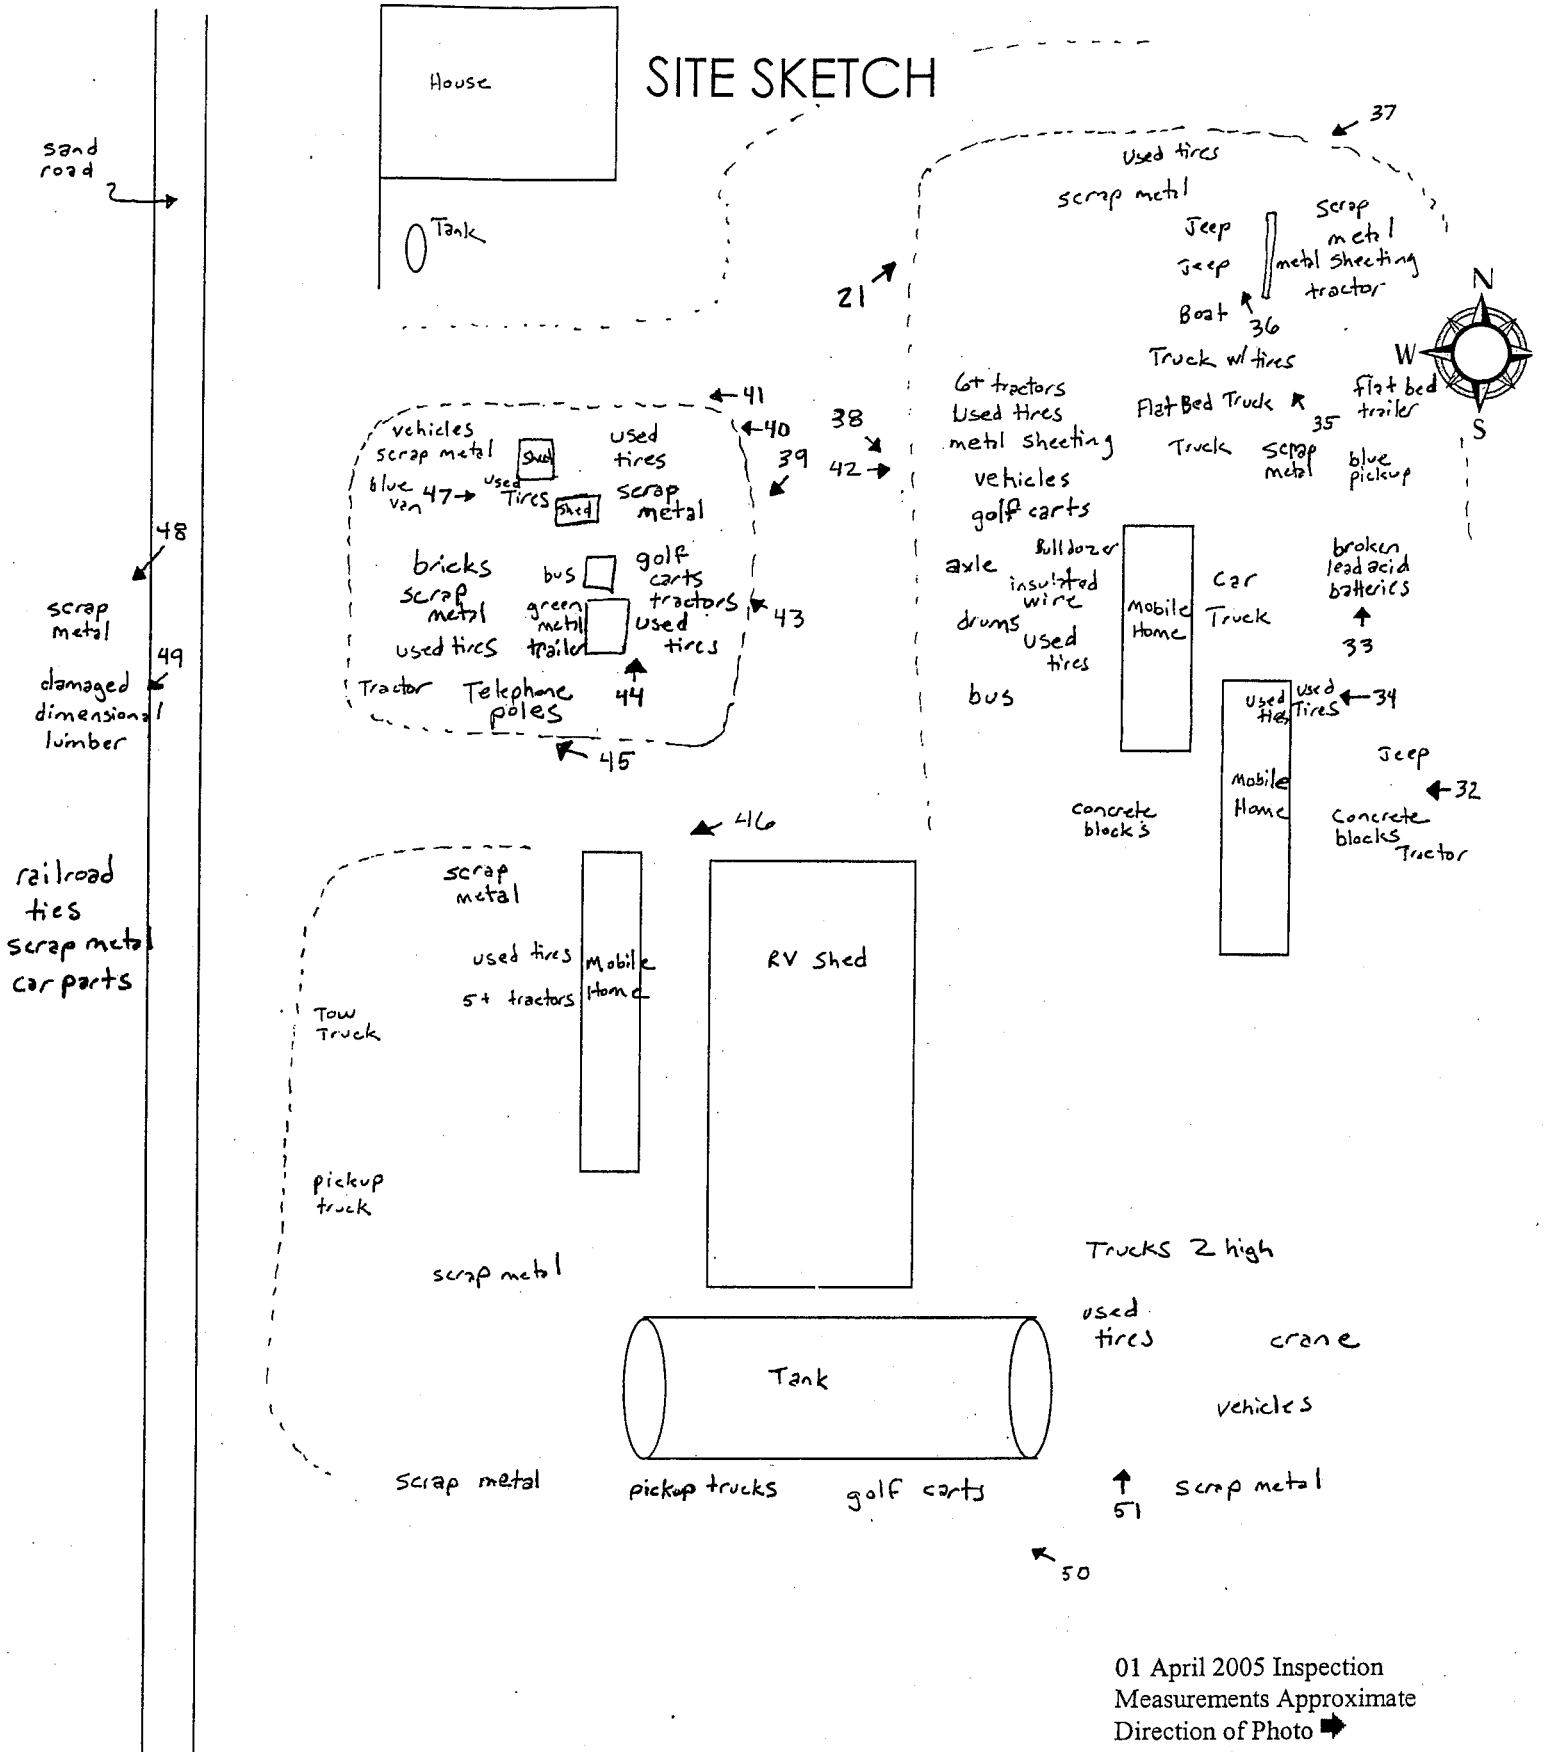 SITE SKETCH
House
sand
road
Tank
37
used tires
scrap metal
Jeep
Jeep
Boat
scrap
metal
metal sheeting
tractor
36
21
N
W
S
Truck w/ tires
Flat Bed Truck
35
flat bed
trailer
Truck
scrap
metal
blue
pickup
6+ tractors
used tires
metal sheeting
vehicles
golf carts
38
42
39
41
40
vehicles
scrap metal
shed
used
tires
blue
van
47
used
Tires
shed
scrap
metal
bricks
scrap
metal
used tires
bus
green
metal
trailer
golf
carts
tractors
used
tires
43
Tractor
Telephone
poles
44
45
48
scrap
metal
49
damaged
dimensional
lumber
railroad
ties
scrap metal
car parts
axle
Bulldozer
insulated
wire
drums
used
tires
bus
Mobile
Home
car
Truck
broken
lead acid
batteries
33
used
tires
used
Tires
34
Jeep
32
Mobile
Home
concrete
blocks
concrete
blocks
Tractor
46
scrap
metal
used tires
5+ tractors
Mobile
Home
RV Shed
Tow
Truck
pickup
truck
scrap metal
Trucks 2 high
used
tires
crane
Tank
vehicles
scrap metal
pickup trucks
golf carts
51
scrap metal
50
01 April 2005 Inspection
Measurements Approximate
Direction of Photo